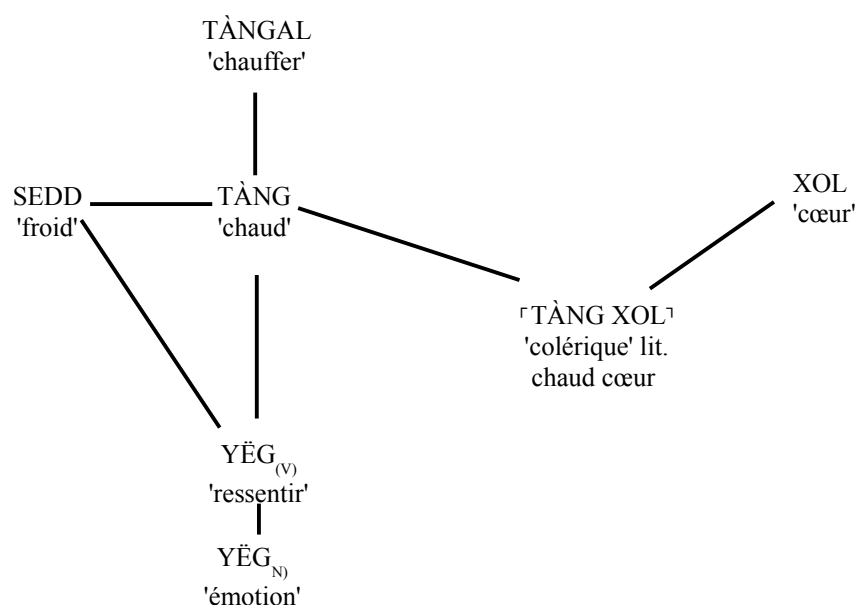 TÀNGAL
'chauffer'
SEDD
'froid'
TÀNG
'chaud'
XOL
'cœur'
⌜TÀNG XOL⌝
'colérique' lit.
chaud cœur
YËG(V)
'ressentir'
YËGN)
'émotion'